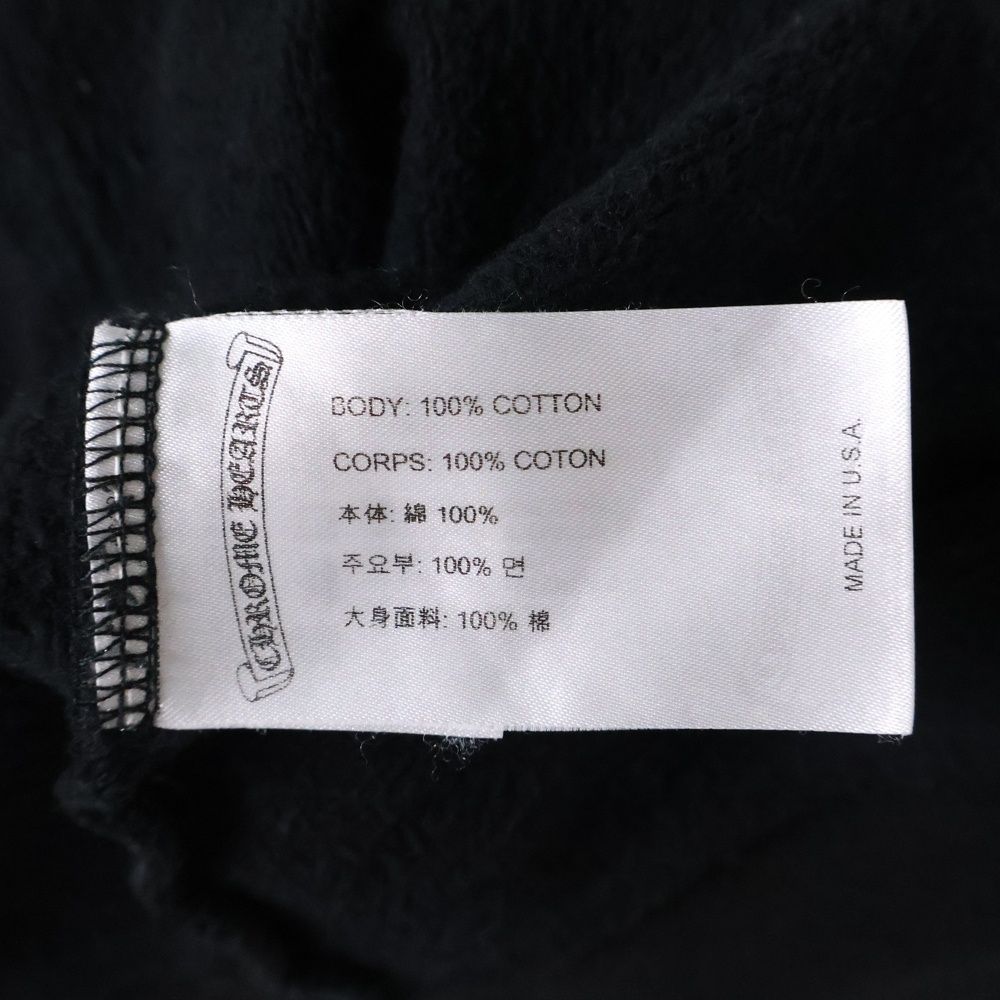 CHROME HEARTS
BODY: 100% COTTON
CORPS: 100% COTON
本体: 綿 100%
주요부: 100% 면
大身面料: 100% 棉
MADE IN U.S.A.